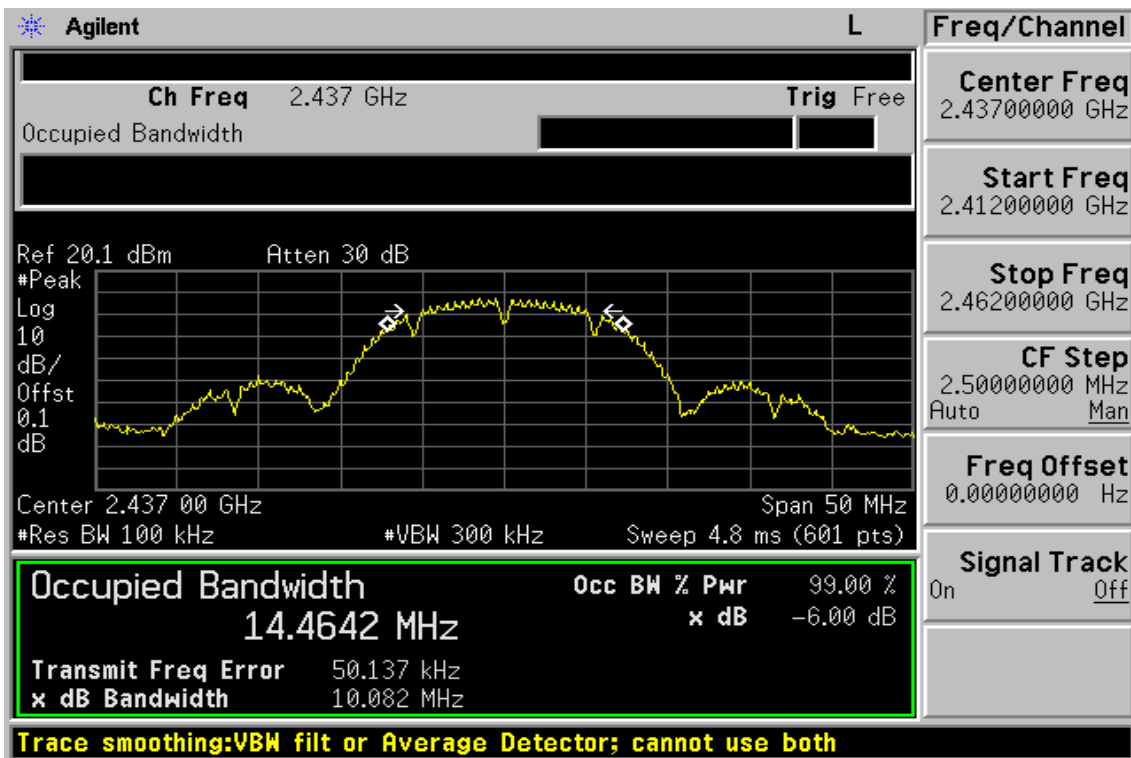 Agilent L Freq/Channel
Ch Freq 2.437 GHz Trig Free
Occupied Bandwidth
Center Freq
2.43700000 GHz
Start Freq
2.41200000 GHz
Stop Freq
2.46200000 GHz
CF Step
2.50000000 MHz
Auto Man
Freq Offset
0.00000000 Hz
Signal Track
On Off
Ref 20.1 dBm Atten 30 dB
#Peak
Log
10
dB/
Offst
0.1
dB
Center 2.437 00 GHz Span 50 MHz
#Res BW 100 kHz #VBW 300 kHz Sweep 4.8 ms (601 pts)
Occupied Bandwidth Occ BW % Pwr 99.00 %
14.4642 MHz x dB -6.00 dB
Transmit Freq Error 50.137 kHz
x dB Bandwidth 10.082 MHz
Trace smoothing:VBW filt or Average Detector; cannot use both